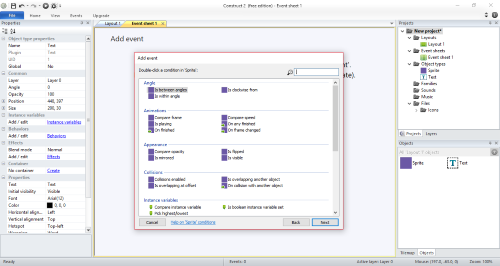 Construct 2 (free edition) - Event sheet 1
File Home View Events Upgrade
Properties
Object type properties
Name Text
Plugin Text
UID 1
Global No
Common
Layer Layer 0
Angle 0
Opacity 100
Position 440, 397
Size 200, 30
Instance variables
Add / edit Instance variables
Behaviors
Add / edit Behaviors
Effects
Blend mode Normal
Add / edit Effects
Container
No container Create
Properties
Text Text
Initial visibility Visible
Font Arial(12)
Color 0, 0, 0
Horizontal align... Left
Vertical alignment Top
Hotspot Top-left
Layout 1 Event sheet 1
Add event
Add event
Double-click a condition in 'Sprite':
Angle
Is between angles Is clockwise from
Is within angle
Animations
Compare frame Compare speed
Is playing On any finished
On finished On frame changed
Appearance
Compare opacity Is flipped
Is mirrored Is visible
Collisions
Collisions enabled Is overlapping another object
Is overlapping at offset On collision with another object
Instance variables
Compare instance variable Is boolean instance variable set
Pick highest/lowest
Cancel Help on 'Sprite' conditions Back Next
Projects
New project*
Layouts
Layout 1
Event sheets
Event sheet 1
Object types
Sprite
Text
Families
Sounds
Music
Files
Icons
Projects Layers
Objects
Layout 1 objects
Sprite Text
Tilemap Objects
Ready Events: 0 Active layer: Layer 0 Zoom: 100%